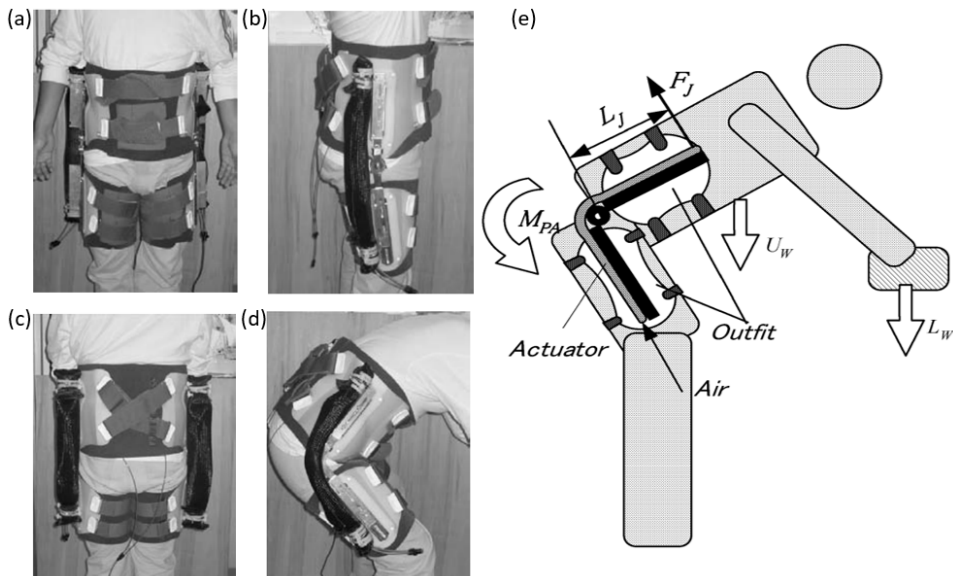 (a)
(b)
(c)
(d)
(e)
F_J
L_J
M_PA
U_W
L_W
Actuator
Outfit
Air